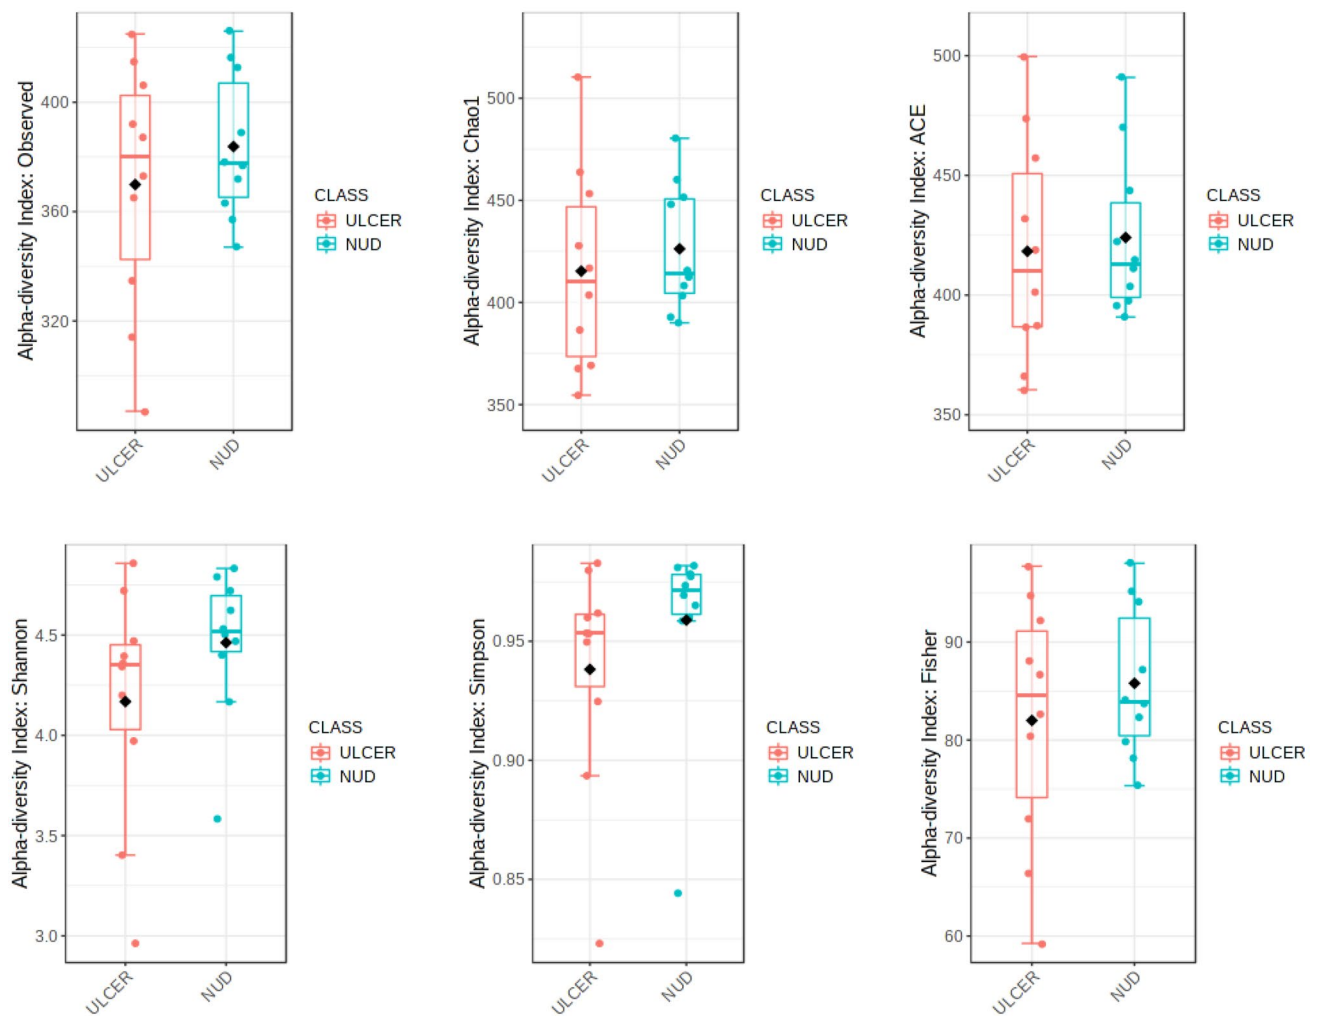 Alpha-diversity Index: Observed
400
360
320
ULCER
NUD
CLASS
ULCER
NUD
Alpha-diversity Index: Chao1
500
450
400
350
ULCER
NUD
CLASS
ULCER
NUD
Alpha-diversity Index: ACE
500
450
400
350
ULCER
NUD
CLASS
ULCER
NUD
Alpha-diversity Index: Shannon
4.5
4.0
3.5
3.0
ULCER
NUD
CLASS
ULCER
NUD
Alpha-diversity Index: Simpson
0.95
0.90
0.85
ULCER
NUD
CLASS
ULCER
NUD
Alpha-diversity Index: Fisher
90
80
70
60
ULCER
NUD
CLASS
ULCER
NUD